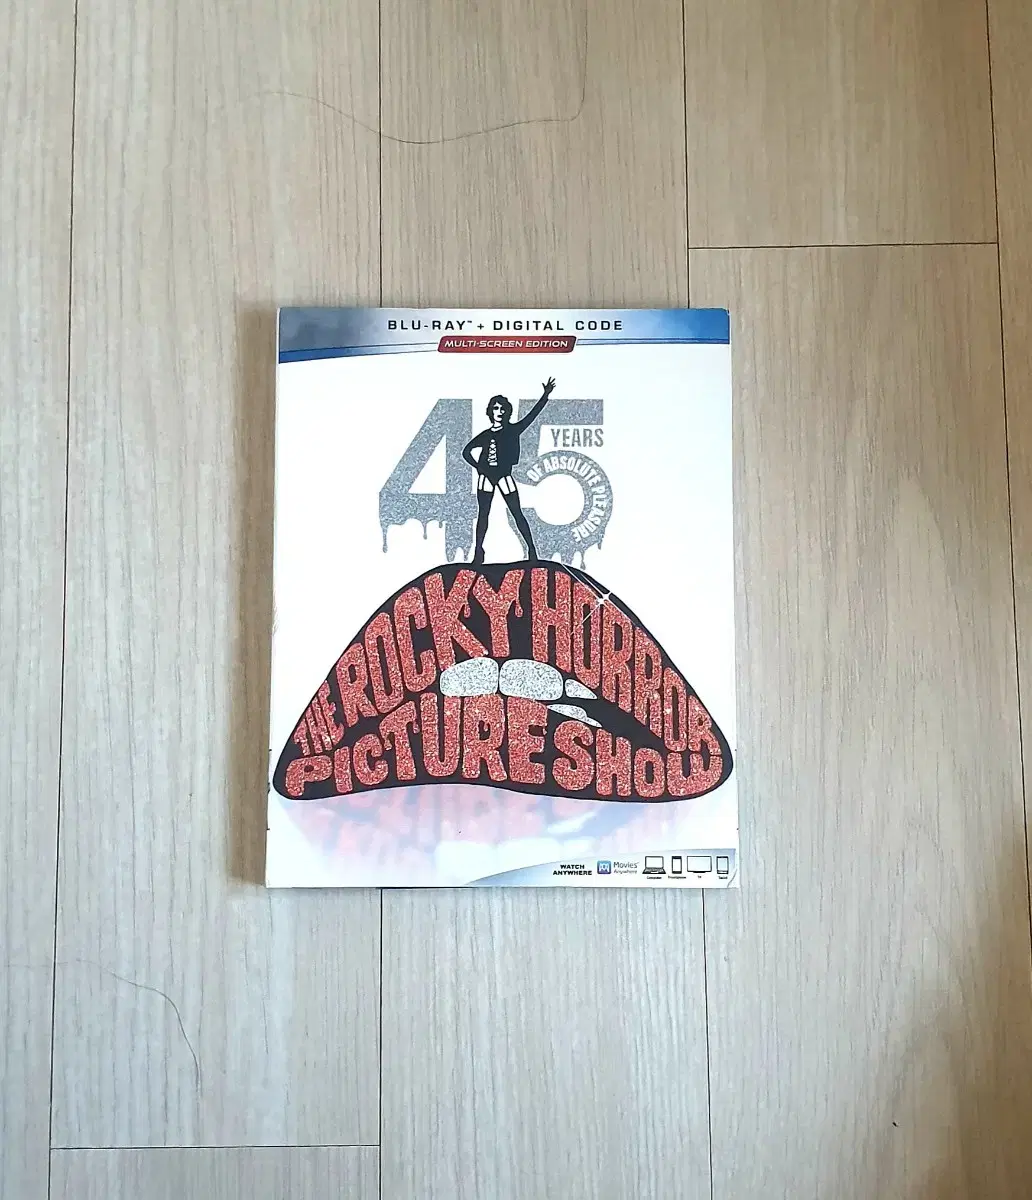 BLU-RAY™ + DIGITAL CODE
MULTI-SCREEN EDITION
45
YEARS
OF ABSOLUTE PLEASURE
THE ROCKY HORROR
PICTURE SHOW
WATCH
ANYWHERE
Movies
Anywhere